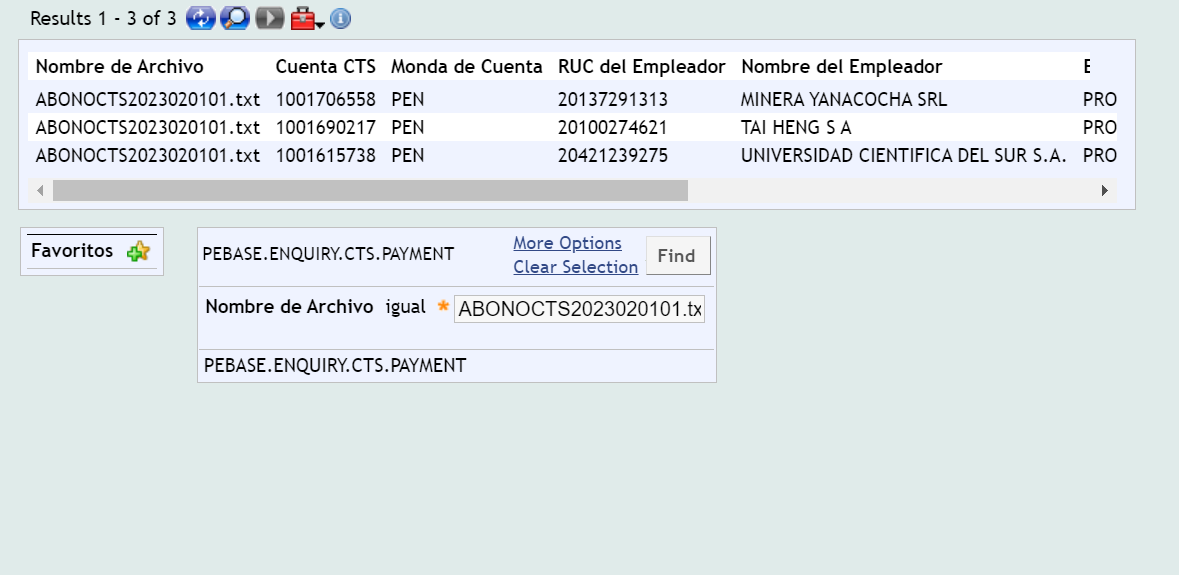 Results 1 - 3 of 3
Nombre de Archivo Cuenta CTS Monda de Cuenta RUC del Empleador Nombre del Empleador
ABONOCTS2023020101.txt 1001706558 PEN 20137291313 MINERA YANACOCHA SRL PRO
ABONOCTS2023020101.txt 1001690217 PEN 20100274621 TAI HENG S A PRO
ABONOCTS2023020101.txt 1001615738 PEN 20421239275 UNIVERSIDAD CIENTIFICA DEL SUR S.A. PRO
Favoritos
PEBASE.ENQUIRY.CTS.PAYMENT
More Options
Clear Selection
Find
Nombre de Archivo igual * ABONOCTS2023020101.tx
PEBASE.ENQUIRY.CTS.PAYMENT